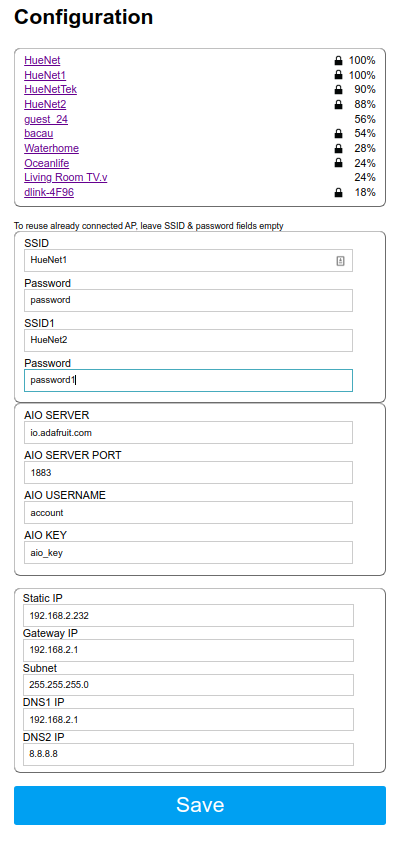 Configuration
HueNet 100%
HueNet1 100%
HueNetTek 90%
HueNet2 88%
guest_24 56%
bacau 54%
Waterhome 28%
Oceanlife 24%
Living Room TV.v 24%
dlink-4F96 18%
To reuse already connected AP, leave SSID & password fields empty
SSID
HueNet1
Password
password
SSID1
HueNet2
Password
password1
AIO SERVER
io.adafruit.com
AIO SERVER PORT
1883
AIO USERNAME
account
AIO KEY
aio_key
Static IP
192.168.2.232
Gateway IP
192.168.2.1
Subnet
255.255.255.0
DNS1 IP
192.168.2.1
DNS2 IP
8.8.8.8
Save